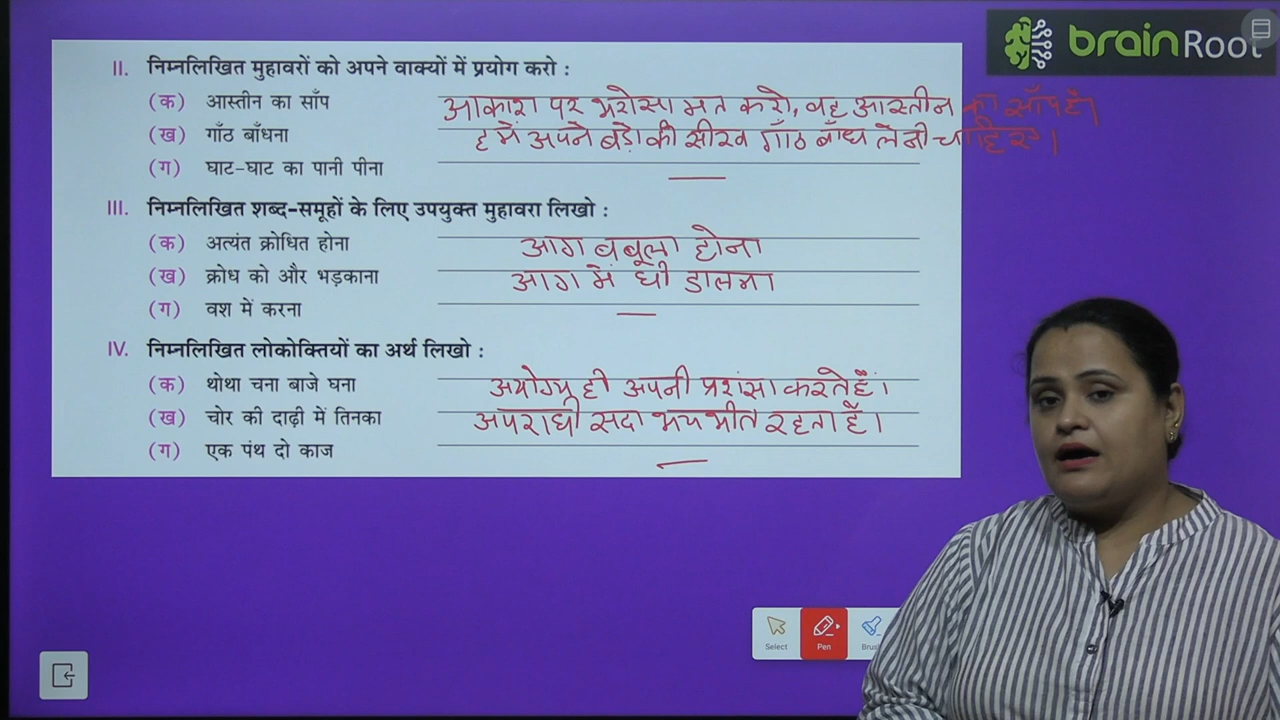 brainRoot
II. निम्नलिखित मुहावरों को अपने वाक्यों में प्रयोग करो :
(क) आस्तीन का साँप आकाश पर भरोसा मत करो, वह आस्तीन का साँप है।
(ख) गाँठ बाँधना हमें अपने बड़ो की सीख गाँठ बाँध लेनी चाहिए।
(ग) घाट-घाट का पानी पीना
III. निम्नलिखित शब्द-समूहों के लिए उपयुक्त मुहावरा लिखो :
(क) अत्यंत क्रोधित होना आग बबूला होना
(ख) क्रोध को और भड़काना आग में घी डालना
(ग) वश में करना
IV. निम्नलिखित लोकोक्तियों का अर्थ लिखो :
(क) थोथा चना बाजे घना अयोग्य ही अपनी प्रशंसा करते हैं।
(ख) चोर की दाढ़ी में तिनका अपराधी सदा भयभीत रहता है।
(ग) एक पंथ दो काज
Select Pen Brus